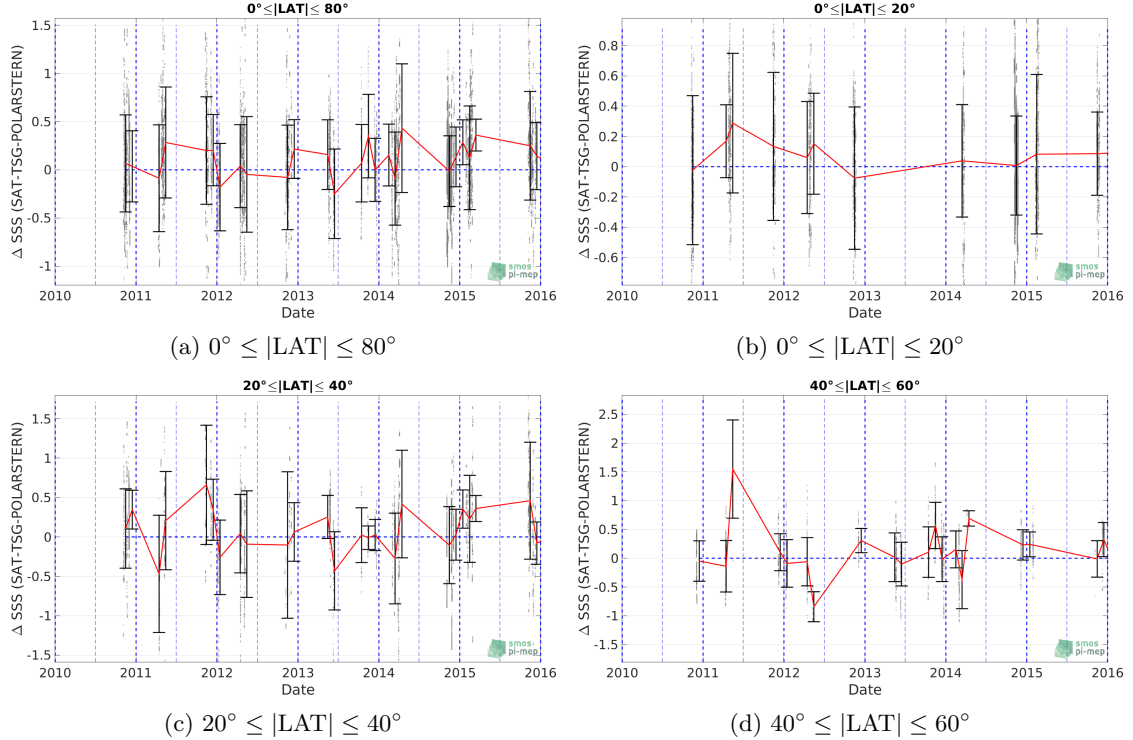 0°≤|LAT|≤ 80°
Δ SSS (SAT-TSG-POLARSTERN)
1.5
1
0.5
0
-0.5
-1
2010 2011 2012 2013 2014 2015 2016
Date
smos
pi-mep
(a) 0° ≤ |LAT| ≤ 80°
0°≤|LAT|≤ 20°
Δ SSS (SAT-TSG-POLARSTERN)
0.8
0.6
0.4
0.2
0
-0.2
-0.4
-0.6
2010 2011 2012 2013 2014 2015 2016
Date
smos
pi-mep
(b) 0° ≤ |LAT| ≤ 20°
20°≤|LAT|≤ 40°
Δ SSS (SAT-TSG-POLARSTERN)
1.5
1
0.5
0
-0.5
-1
-1.5
2010 2011 2012 2013 2014 2015 2016
Date
smos
pi-mep
(c) 20° ≤ |LAT| ≤ 40°
40°≤|LAT|≤ 60°
Δ SSS (SAT-TSG-POLARSTERN)
2.5
2
1.5
1
0.5
0
-0.5
-1
-1.5
2010 2011 2012 2013 2014 2015 2016
Date
smos
pi-mep
(d) 40° ≤ |LAT| ≤ 60°